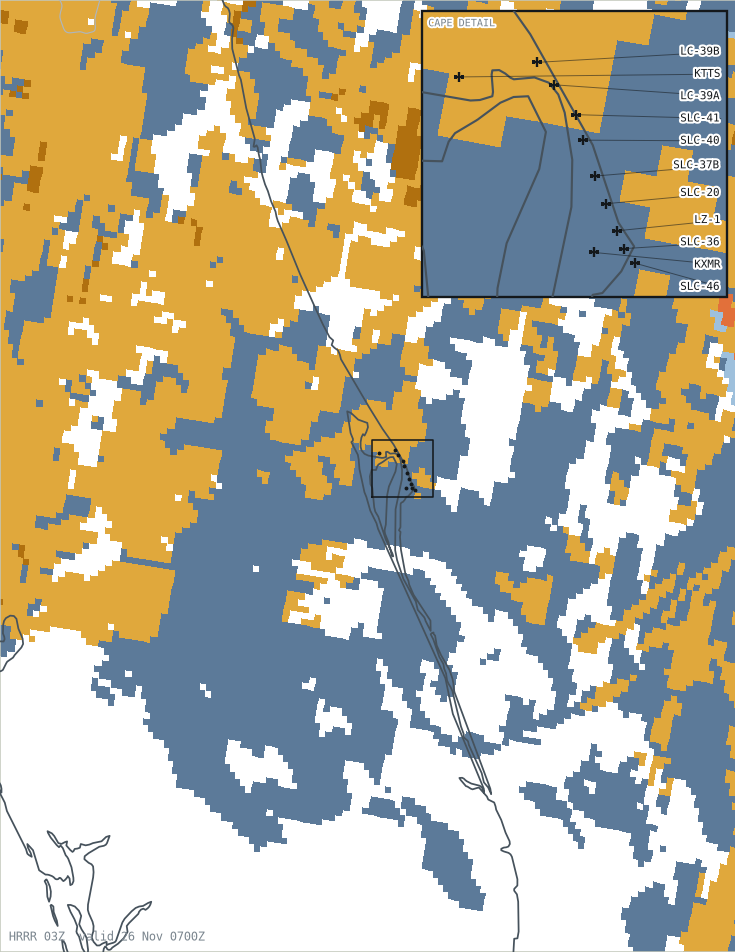 CAPE DETAIL
LC-39B
KTTS
LC-39A
SLC-41
SLC-40
SLC-37B
SLC-20
LZ-1
SLC-36
KXMR
SLC-46
HRRR 03Z valid 26 Nov 0700Z